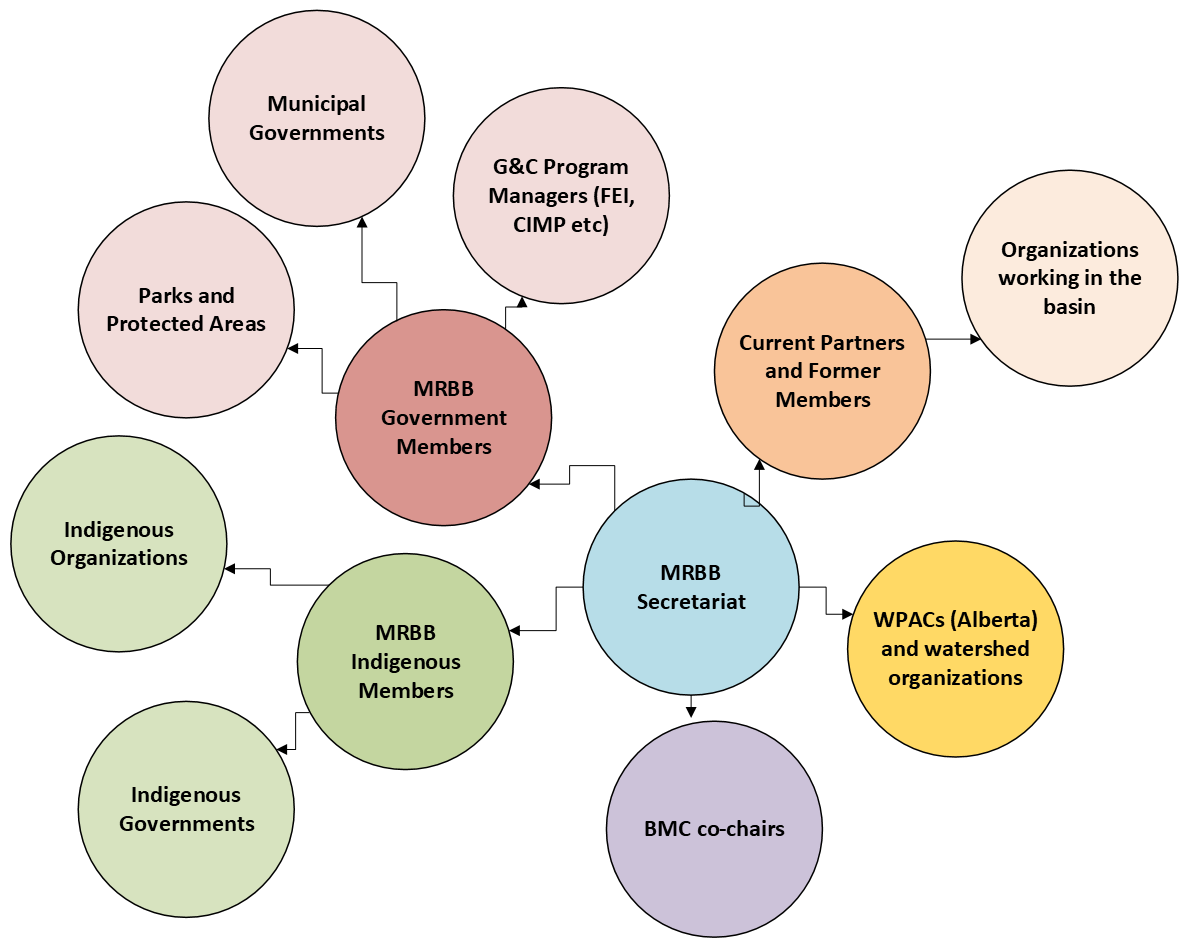 Municipal
Governments
G&C Program
Managers (FEI,
CIMP etc)
Parks and
Protected Areas
Organizations
working in the
basin
Current Partners
and Former
Members
MRBB
Government
Members
Indigenous
Organizations
MRBB
Secretariat
MRBB
Indigenous
Members
WPACs (Alberta)
and watershed
organizations
Indigenous
Governments
BMC co-chairs